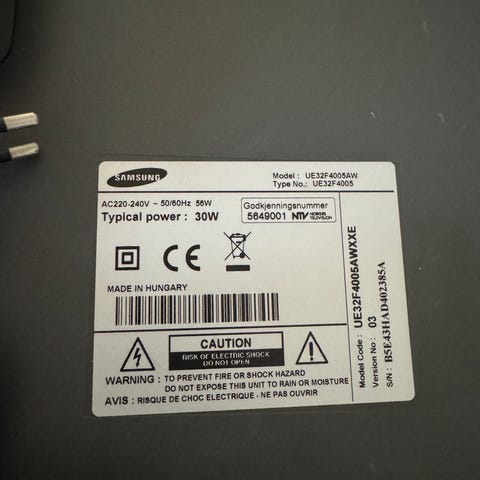 SAMSUNG
Model : UE32F4005AW
Type No.: UE32F4005
AC220-240V ~ 50/60Hz 56W
Typical power : 30W
Godkjenningsnummer
5649001 NTV NORGES TELEVISION
CE
MADE IN HUNGARY
CAUTION
RISK OF ELECTRIC SHOCK
DO NOT OPEN
WARNING : TO PREVENT FIRE OR SHOCK HAZARD
DO NOT EXPOSE THIS UNIT TO RAIN OR MOISTURE
AVIS : RISQUE DE CHOC ELECTRIQUE - NE PAS OUVRIR
Model Code : UE32F4005AWXXE
Version No : 03
S/N : B5E43HAD402385A